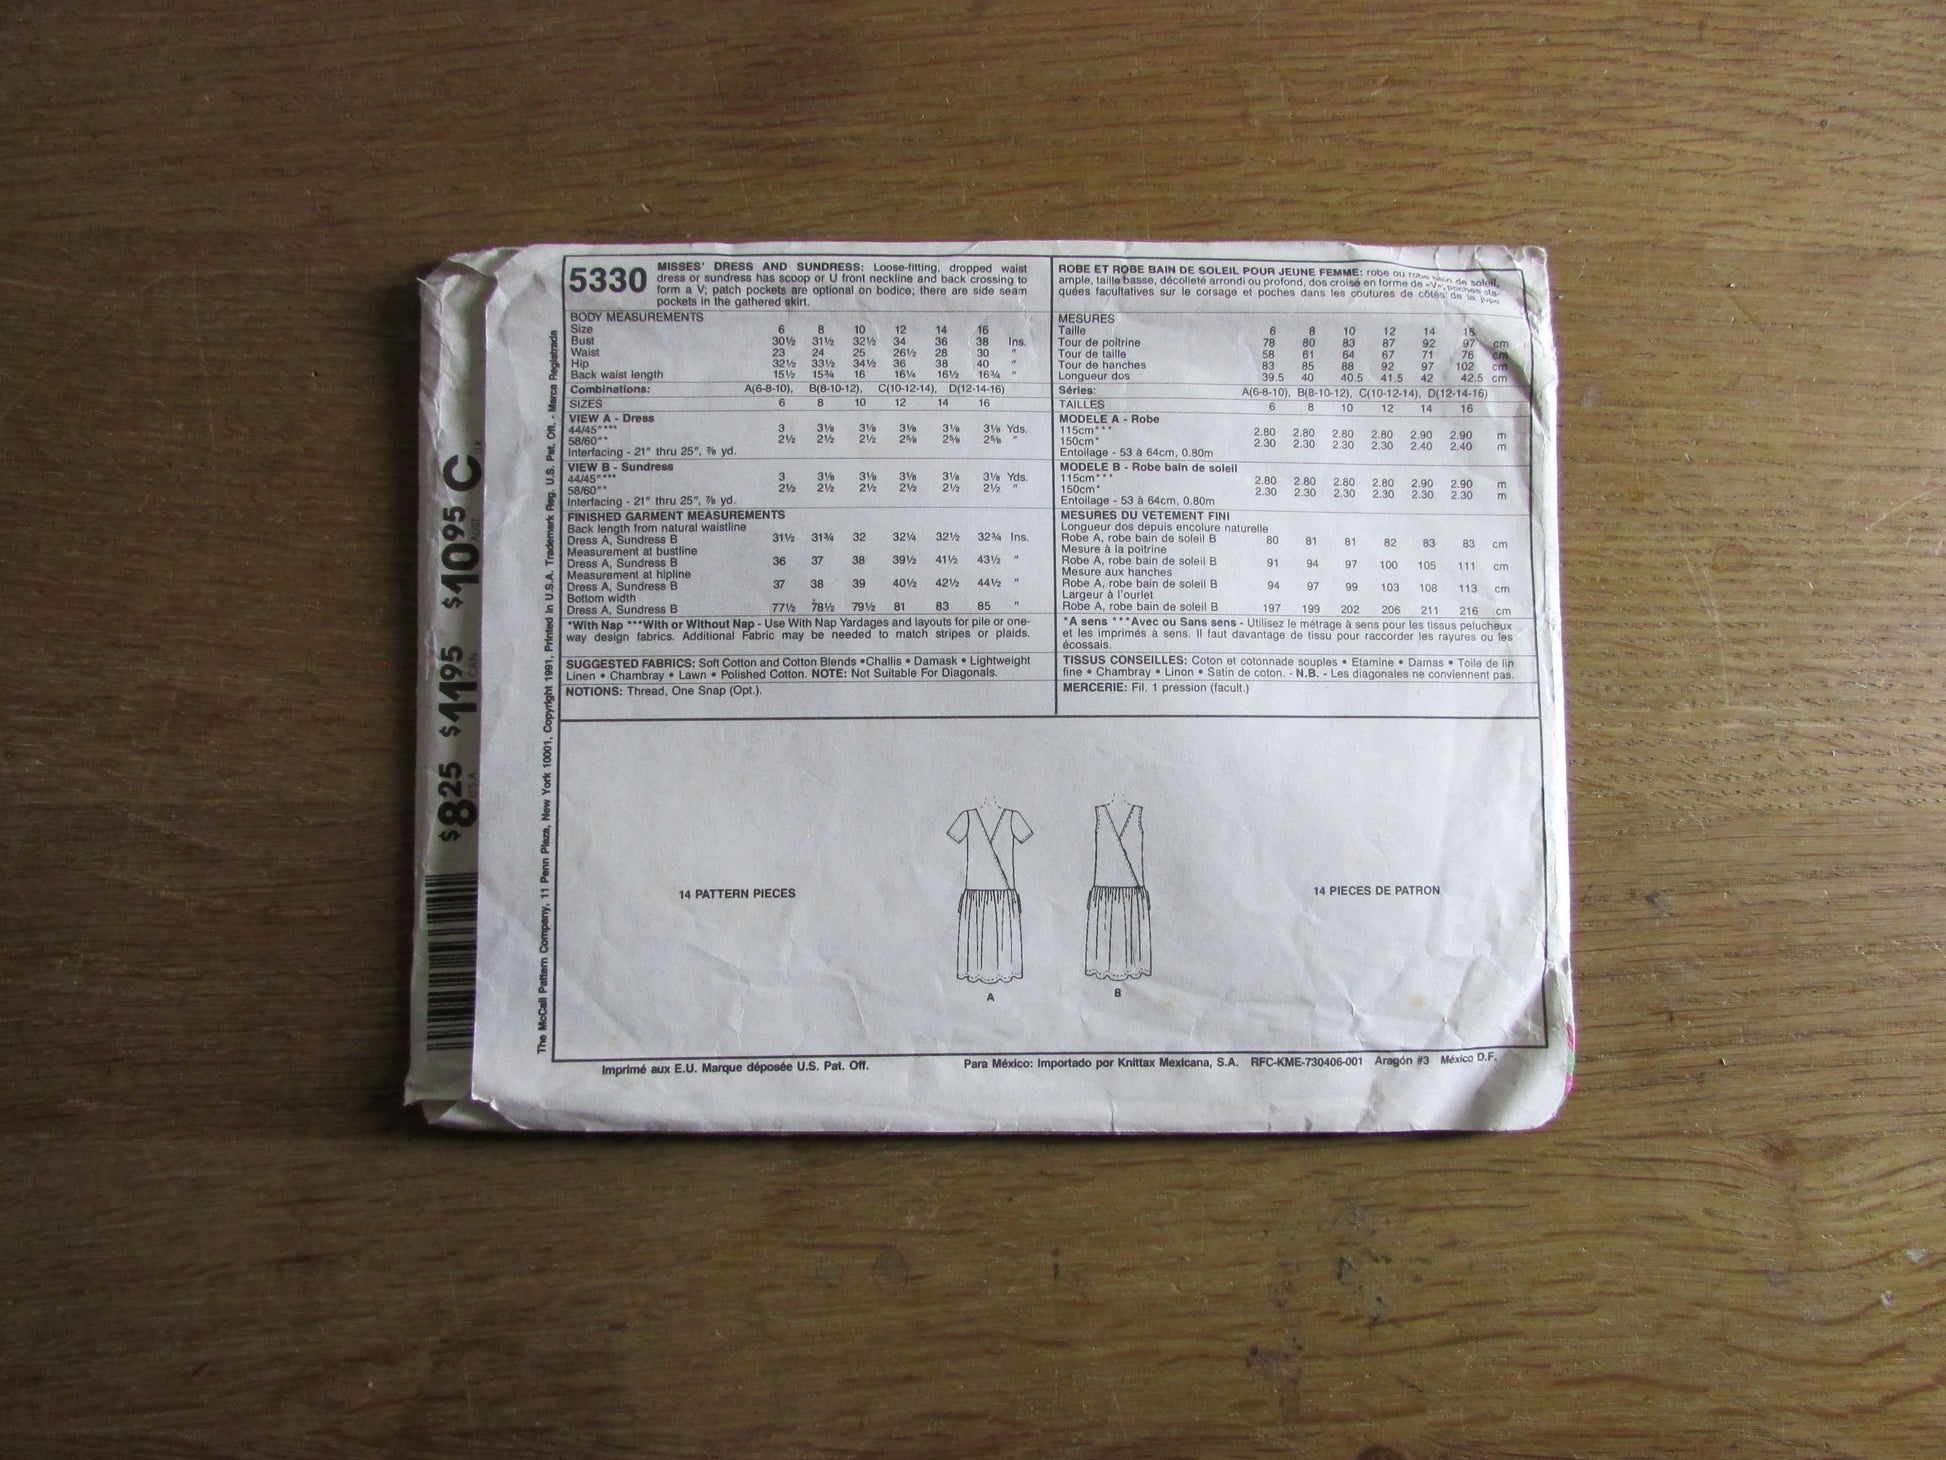 5330
MISSES' DRESS AND SUNDRESS: Loose-fitting, dropped waist
dress or sundress has scoop or U front neckline and back crossing to
form a V; patch pockets are optional on bodice; there are side seam
pockets in the gathered skirt.
BODY MEASUREMENTS
Size 6 8 10 12 14 16
Bust 30½ 31½ 32½ 34 36 38 Ins.
Waist 23 24 25 26½ 28 30 "
Hip 32½ 33½ 34½ 36 38 40 "
Back waist length 15½ 15¾ 16 16¼ 16½ 16¾ "
Combinations: A(6-8-10), B(8-10-12), C(10-12-14), D(12-14-16)
SIZES 6 8 10 12 14 16
VIEW A - Dress
44/45"*** 3 3⅛ 3⅛ 3⅛ 3⅛ 3⅛ Yds.
58/60"* 2½ 2½ 2½ 2⅝ 2⅝ 2⅝ "
Interfacing - 21" thru 25", ⅞ yd.
VIEW B - Sundress
44/45"*** 3 3⅛ 3⅛ 3⅛ 3⅛ 3⅛ Yds.
58/60"* 2½ 2½ 2½ 2½ 2½ 2½ "
Interfacing - 21" thru 25", ⅞ yd.
FINISHED GARMENT MEASUREMENTS
Back length from natural waistline
Dress A, Sundress B 31½ 31¾ 32 32¼ 32½ 32¾ Ins.
Measurement at bustline
Dress A, Sundress B 36 37 38 39½ 41½ 43½ "
Measurement at hipline
Dress A, Sundress B 37 38 39 40½ 42½ 44½ "
Bottom width
Dress A, Sundress B 77½ 78½ 79½ 81 83 85 "
*With Nap ***With or Without Nap - Use With Nap Yardages and layouts for pile or one-
way design fabrics. Additional Fabric may be needed to match stripes or plaids.
SUGGESTED FABRICS: Soft Cotton and Cotton Blends •Challis • Damask • Lightweight
Linen • Chambray • Lawn • Polished Cotton. NOTE: Not Suitable For Diagonals.
NOTIONS: Thread, One Snap (Opt.).
ROBE ET ROBE BAIN DE SOLEIL POUR JEUNE FEMME: robe ou robe bain de soleil,
ample, taille basse, décolleté arrondi ou profond, dos croisé en forme de «V»; poches pla-
quées facultatives sur le corsage et poches dans les coutures de côtés de la jupe.
MESURES
Taille 6 8 10 12 14 16
Tour de poitrine 78 80 83 87 92 97 cm
Tour de taille 58 61 64 67 71 76 cm
Tour de hanches 83 85 88 92 97 102 cm
Longueur dos 39.5 40 40.5 41.5 42 42.5 cm
Séries: A(6-8-10), B(8-10-12), C(10-12-14), D(12-14-16)
TAILLES 6 8 10 12 14 16
MODELE A - Robe
115cm*** 2.80 2.80 2.80 2.80 2.90 2.90 m
150cm* 2.30 2.30 2.30 2.30 2.40 2.40 m
Entoilage - 53 à 64cm, 0.80m
MODELE B - Robe bain de soleil
115cm*** 2.80 2.80 2.80 2.80 2.90 2.90 m
150cm* 2.30 2.30 2.30 2.30 2.30 2.30 m
Entoilage - 53 à 64cm, 0.80m
MESURES DU VETEMENT FINI
Longueur dos depuis encolure naturelle
Robe A, robe bain de soleil B 80 81 81 82 83 83 cm
Mesure à la poitrine
Robe A, robe bain de soleil B 91 94 97 100 105 111 cm
Mesure aux hanches
Robe A, robe bain de soleil B 94 97 99 103 108 113 cm
Largeur à l'ourlet
Robe A, robe bain de soleil B 197 199 202 206 211 216 cm
*A sens ***Avec ou Sans sens - Utilisez le métrage à sens pour les tissus pelucheux
et les imprimés à sens. Il faut davantage de tissu pour raccorder les rayures ou les
écossais.
TISSUS CONSEILLES: Coton et cotonnade souples • Etamine • Damas • Toile de lin
fine • Chambray • Linon • Satin de coton. - N.B. - Les diagonales ne conviennent pas.
MERCERIE: Fil. 1 pression (facult.)
14 PATTERN PIECES
A
B
14 PIECES DE PATRON
Imprimé aux E.U. Marque déposée U.S. Pat. Off.
Para México: Importado por Knittax Mexicana, S.A. RFC-KME-730406-001 Aragón #3 México D.F.
The McCall Pattern Company, 11 Penn Plaza, New York 10001, Copyright 1991, Printed in U.S.A. Trademark Reg. U.S. Pat. Off. - Marca Registrada
$8.25 U.S.A. $11.95 CAN $10.95 AUST C U.K.